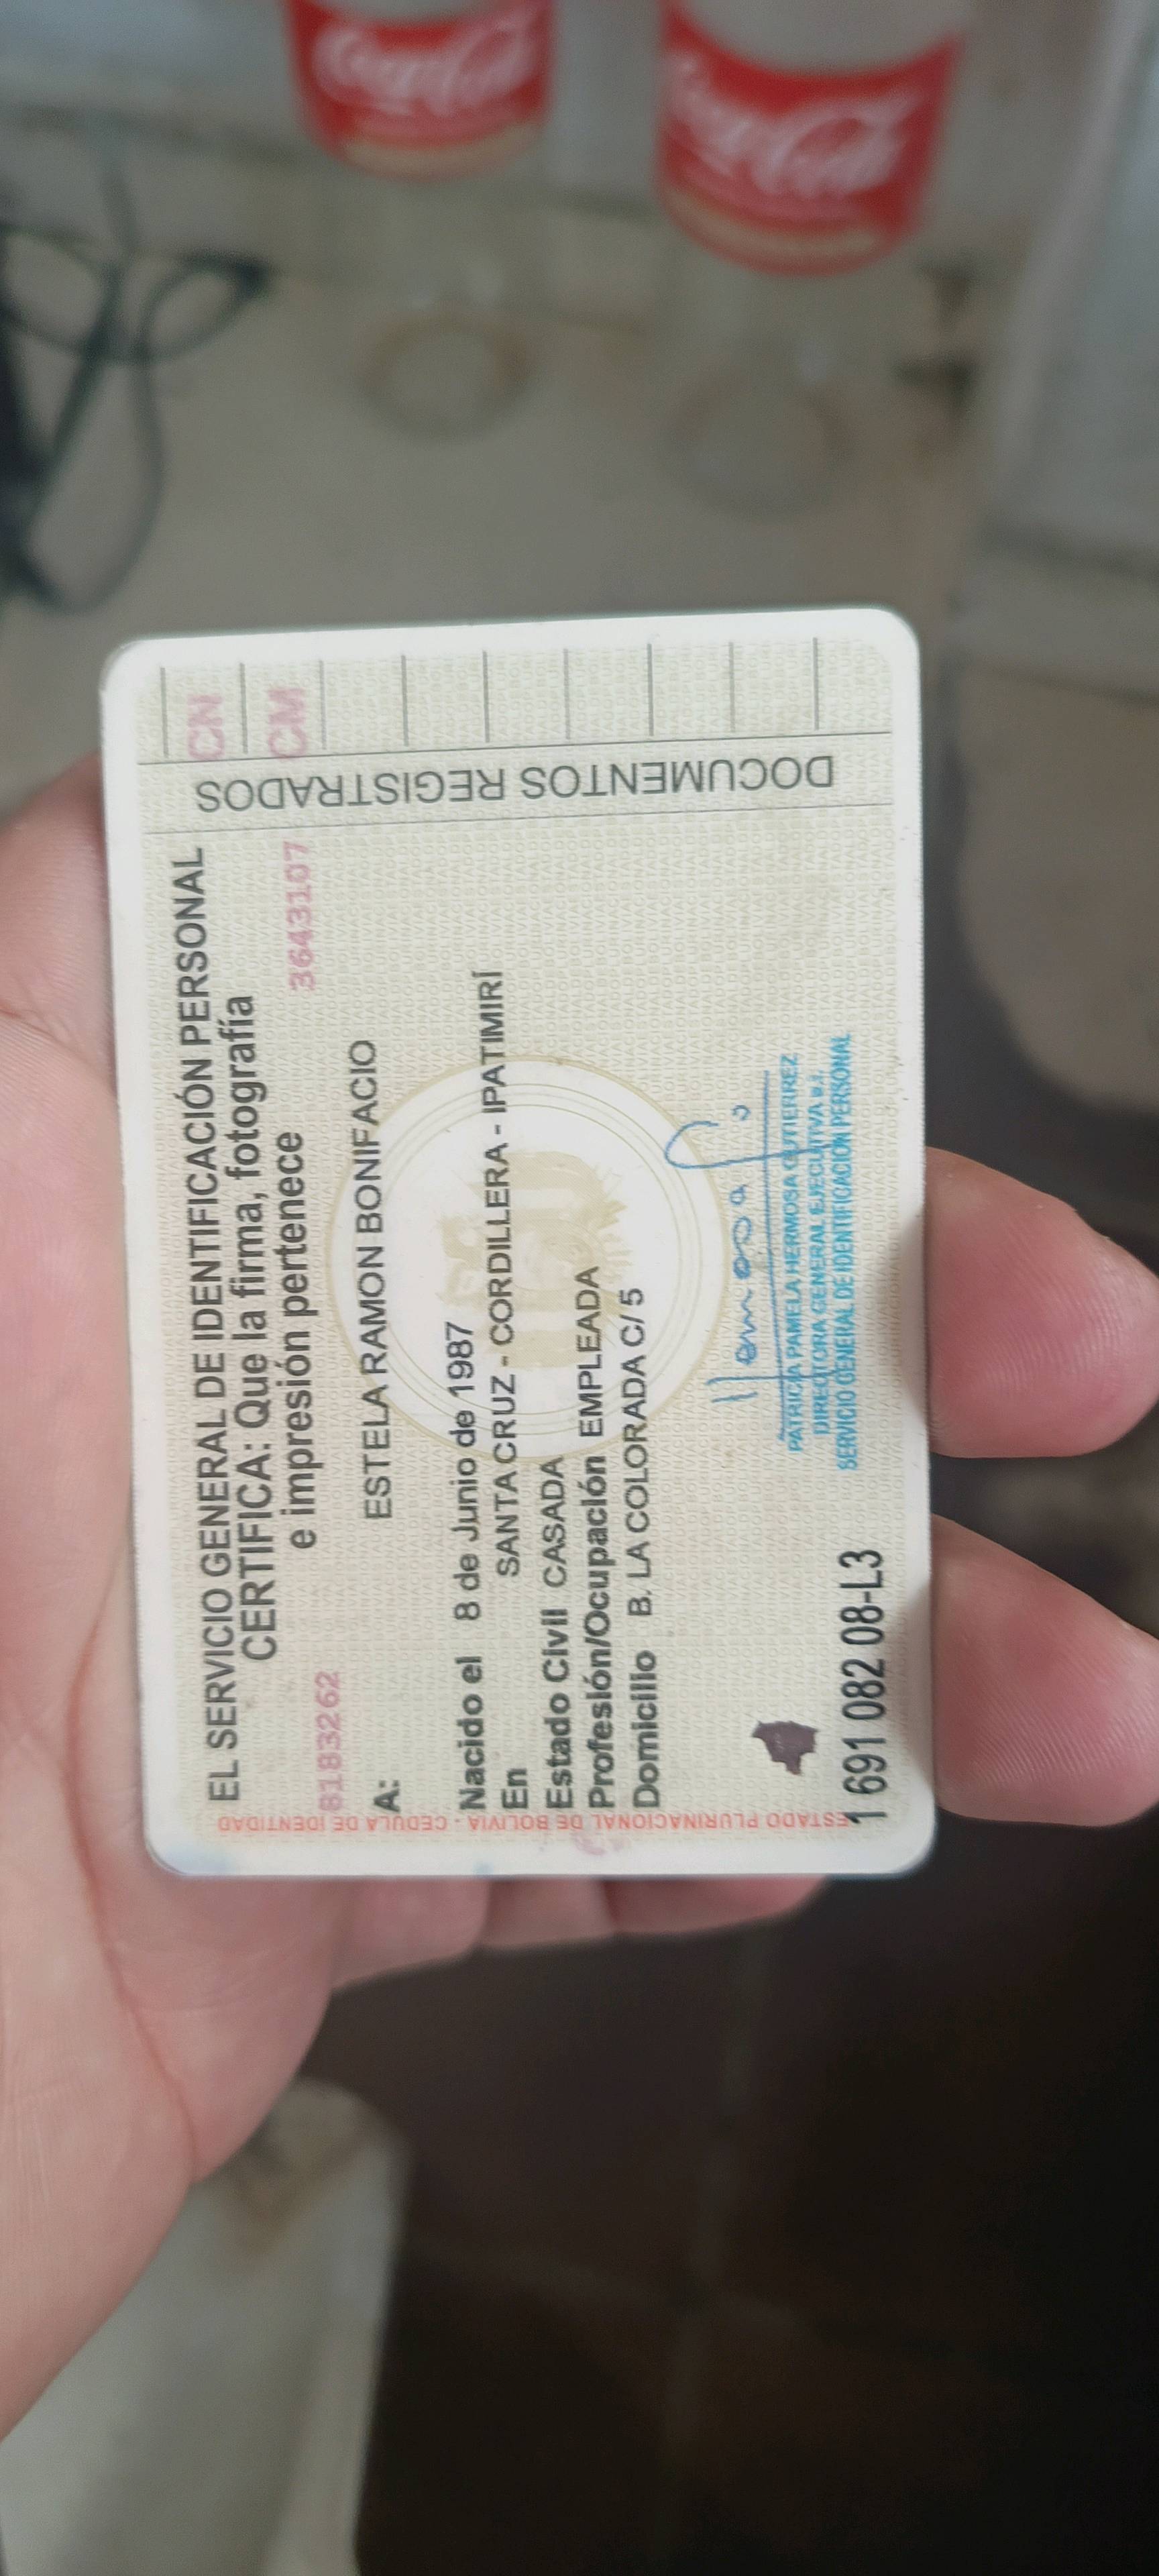 Coca-Cola
Coca-Cola
EL SERVICIO GENERAL DE IDENTIFICACIÓN PERSONAL
CERTIFICA: Que la firma, fotografía
e impresión pertenece
8183262
3643107
A:
ESTELA RAMON BONIFACIO
Nacido el 8 de Junio de 1987
En SANTA CRUZ - CORDILLERA - IPATIMIRÍ
Estado Civil CASADA
Profesión/Ocupación EMPLEADA
Domicilio B. LA COLORADA C/ 5
PATRICIA PAMELA HERMOSA GUTIERREZ
DIRECTORA GENERAL EJECUTIVA a.i.
SERVICIO GENERAL DE IDENTIFICACIÓN PERSONAL
1 691 082 08-L3
ESTADO PLURINACIONAL DE BOLIVIA - CEDULA DE IDENTIDAD
DOCUMENTOS REGISTRADOS
CN
CM